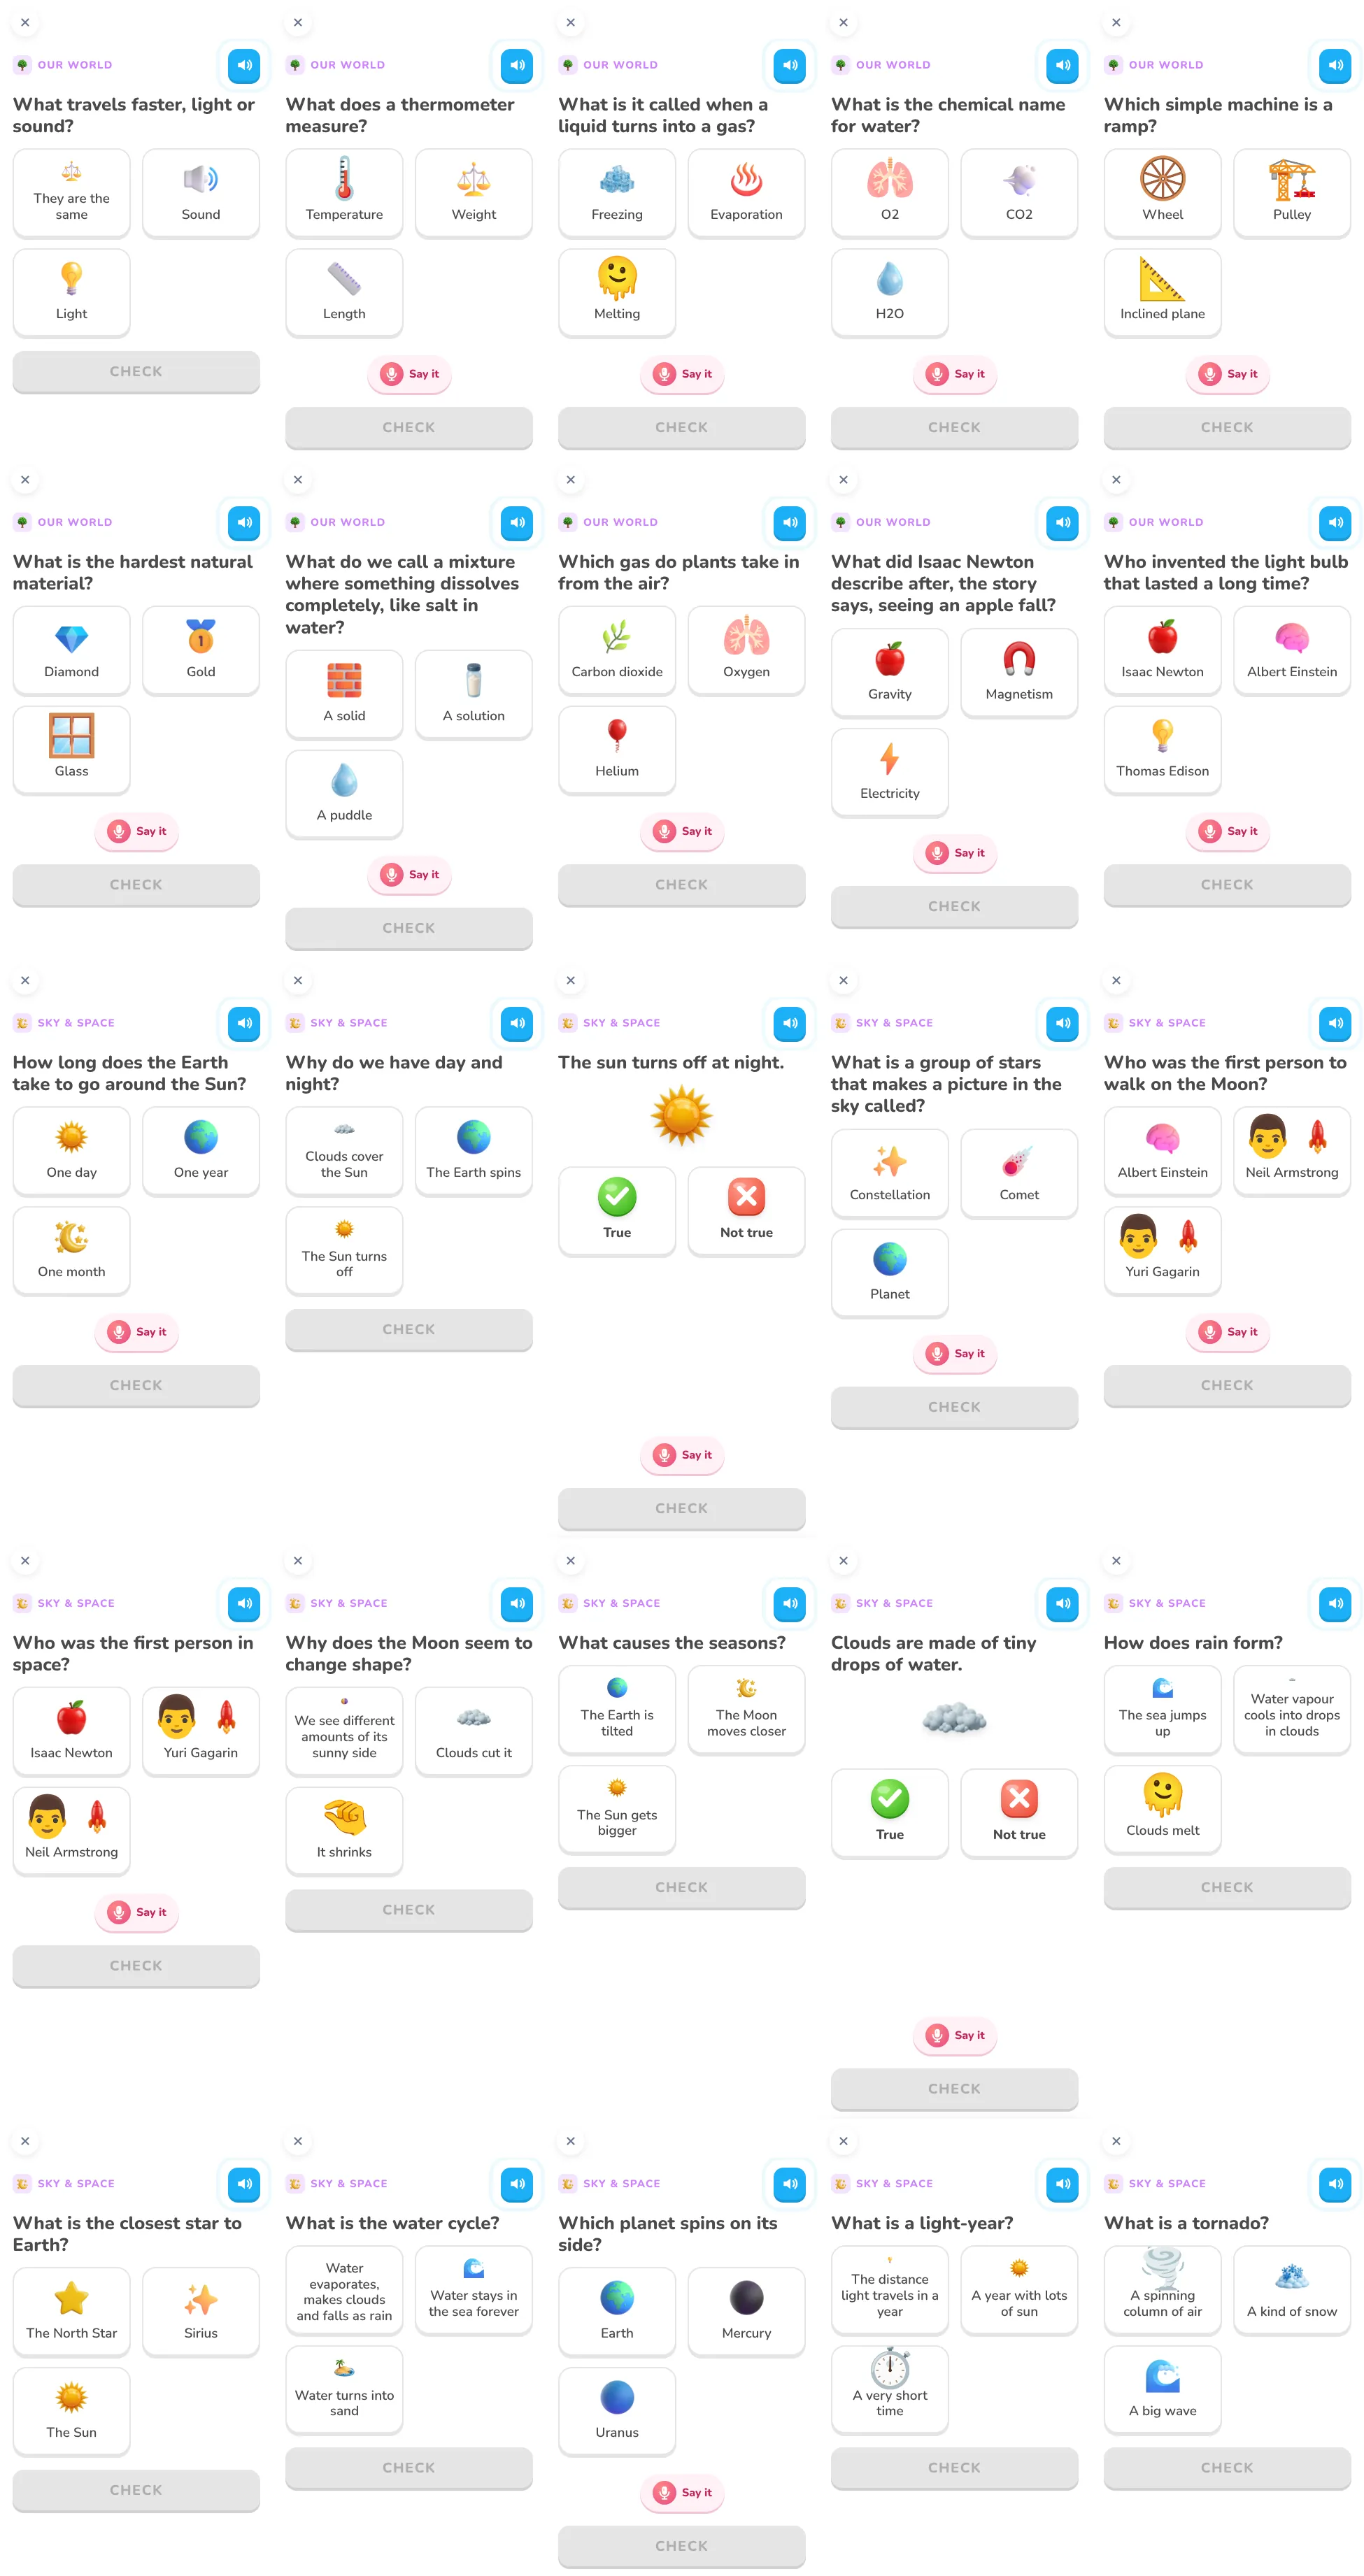 OUR WORLD
What travels faster, light or
sound?
They are the
same
Sound
Light
CHECK
OUR WORLD
What does a thermometer
measure?
Temperature
Weight
Length
Say it
CHECK
OUR WORLD
What is it called when a
liquid turns into a gas?
Freezing
Evaporation
Melting
Say it
CHECK
OUR WORLD
What is the chemical name
for water?
O2
CO2
H2O
Say it
CHECK
OUR WORLD
Which simple machine is a
ramp?
Wheel
Pulley
Inclined plane
Say it
CHECK
OUR WORLD
What is the hardest natural
material?
Diamond
1
Gold
Glass
Say it
CHECK
OUR WORLD
What do we call a mixture
where something dissolves
completely, like salt in
water?
A solid
A solution
A puddle
Say it
CHECK
OUR WORLD
Which gas do plants take in
from the air?
Carbon dioxide
Oxygen
Helium
Say it
CHECK
OUR WORLD
What did Isaac Newton
describe after, the story
says, seeing an apple fall?
Gravity
Magnetism
Electricity
Say it
CHECK
OUR WORLD
Who invented the light bulb
that lasted a long time?
Isaac Newton
Albert Einstein
Thomas Edison
Say it
CHECK
SKY & SPACE
How long does the Earth
take to go around the Sun?
One day
One year
One month
Say it
CHECK
SKY & SPACE
Why do we have day and
night?
Clouds cover
the Sun
The Earth spins
The Sun turns
off
CHECK
SKY & SPACE
The sun turns off at night.
True
Not true
Say it
CHECK
SKY & SPACE
What is a group of stars
that makes a picture in the
sky called?
Constellation
Comet
Planet
Say it
CHECK
SKY & SPACE
Who was the first person to
walk on the Moon?
Albert Einstein
Neil Armstrong
Yuri Gagarin
Say it
CHECK
SKY & SPACE
Who was the first person in
space?
Isaac Newton
Yuri Gagarin
Neil Armstrong
Say it
CHECK
SKY & SPACE
Why does the Moon seem to
change shape?
We see different
amounts of its
sunny side
Clouds cut it
It shrinks
CHECK
SKY & SPACE
What causes the seasons?
The Earth is
tilted
The Moon
moves closer
The Sun gets
bigger
CHECK
SKY & SPACE
Clouds are made of tiny
drops of water.
True
Not true
Say it
CHECK
SKY & SPACE
How does rain form?
The sea jumps
up
Water vapour
cools into drops
in clouds
Clouds melt
CHECK
SKY & SPACE
What is the closest star to
Earth?
The North Star
Sirius
The Sun
CHECK
SKY & SPACE
What is the water cycle?
Water
evaporates,
makes clouds
and falls as rain
Water stays in
the sea forever
Water turns into
sand
CHECK
SKY & SPACE
Which planet spins on its
side?
Earth
Mercury
Uranus
Say it
CHECK
SKY & SPACE
What is a light-year?
The distance
light travels in a
year
A year with lots
of sun
A very short
time
CHECK
SKY & SPACE
What is a tornado?
A spinning
column of air
A kind of snow
A big wave
CHECK